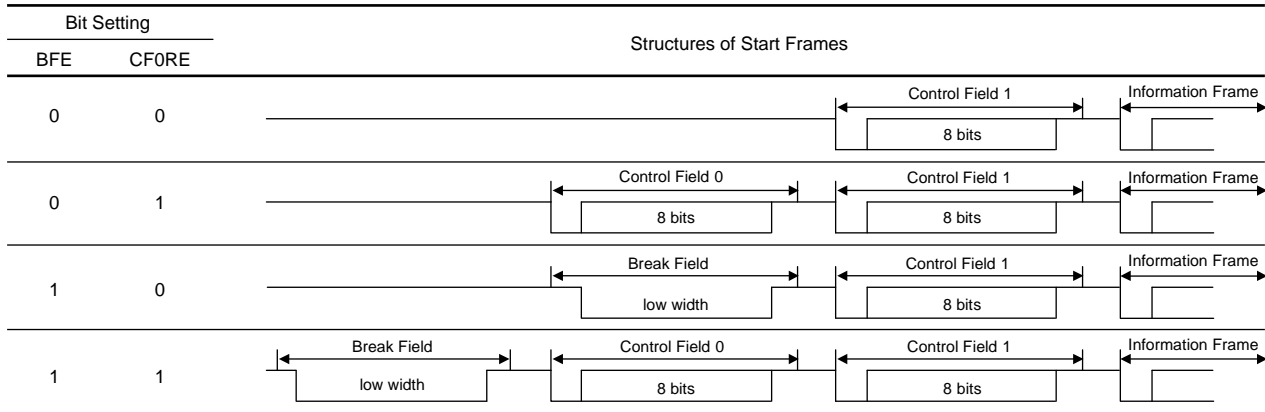 Bit Setting
Structures of Start Frames
BFE CF0RE
0 0
Control Field 1 Information Frame
8 bits
0 1
Control Field 0 Control Field 1 Information Frame
8 bits 8 bits
1 0
Break Field Control Field 1 Information Frame
low width 8 bits
1 1
Break Field Control Field 0 Control Field 1 Information Frame
low width 8 bits 8 bits